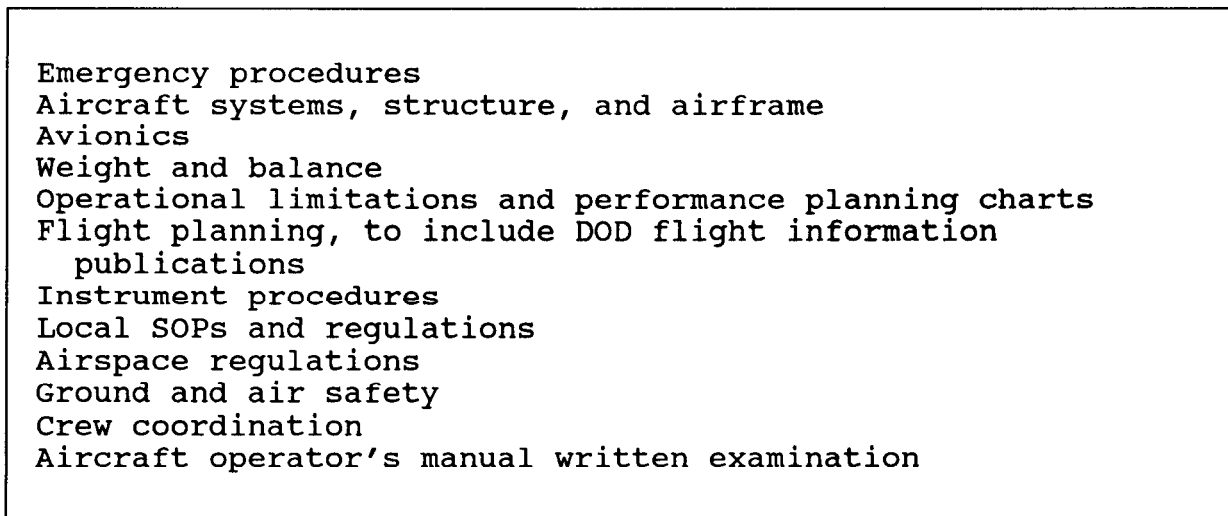 Emergency procedures
Aircraft systems, structure, and airframe
Avionics
Weight and balance
Operational limitations and performance planning charts
Flight planning, to include DOD flight information
publications
Instrument procedures
Local SOPs and regulations
Airspace regulations
Ground and air safety
Crew coordination
Aircraft operator's manual written examination